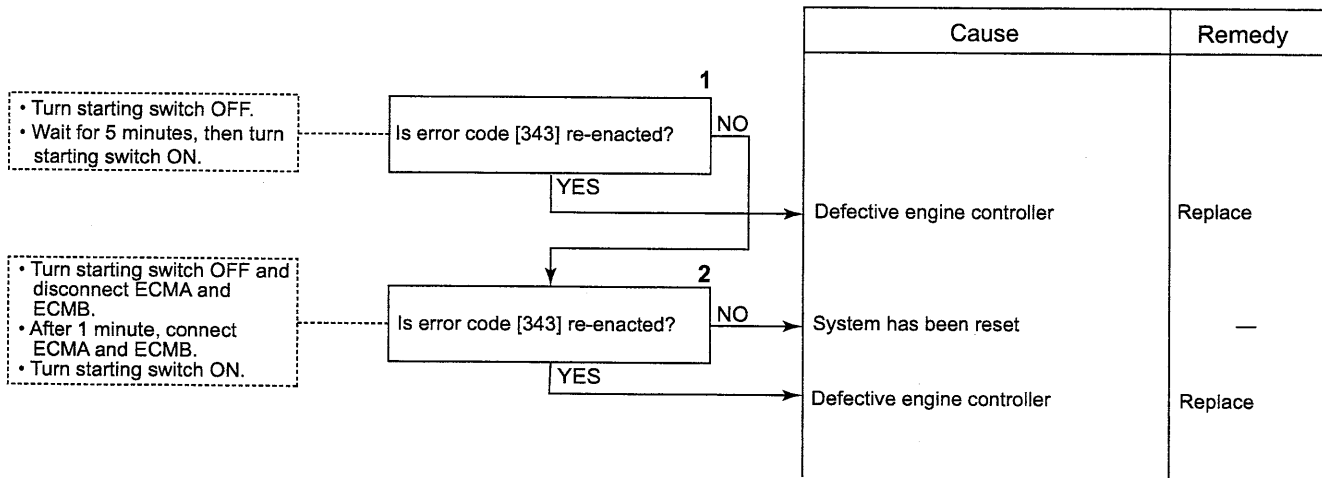 Cause
Remedy
1
• Turn starting switch OFF.
• Wait for 5 minutes, then turn
starting switch ON.
Is error code [343] re-enacted?
NO
YES
Defective engine controller
Replace
2
• Turn starting switch OFF and
disconnect ECMA and
ECMB.
• After 1 minute, connect
ECMA and ECMB.
• Turn starting switch ON.
Is error code [343] re-enacted?
NO
System has been reset
—
YES
Defective engine controller
Replace